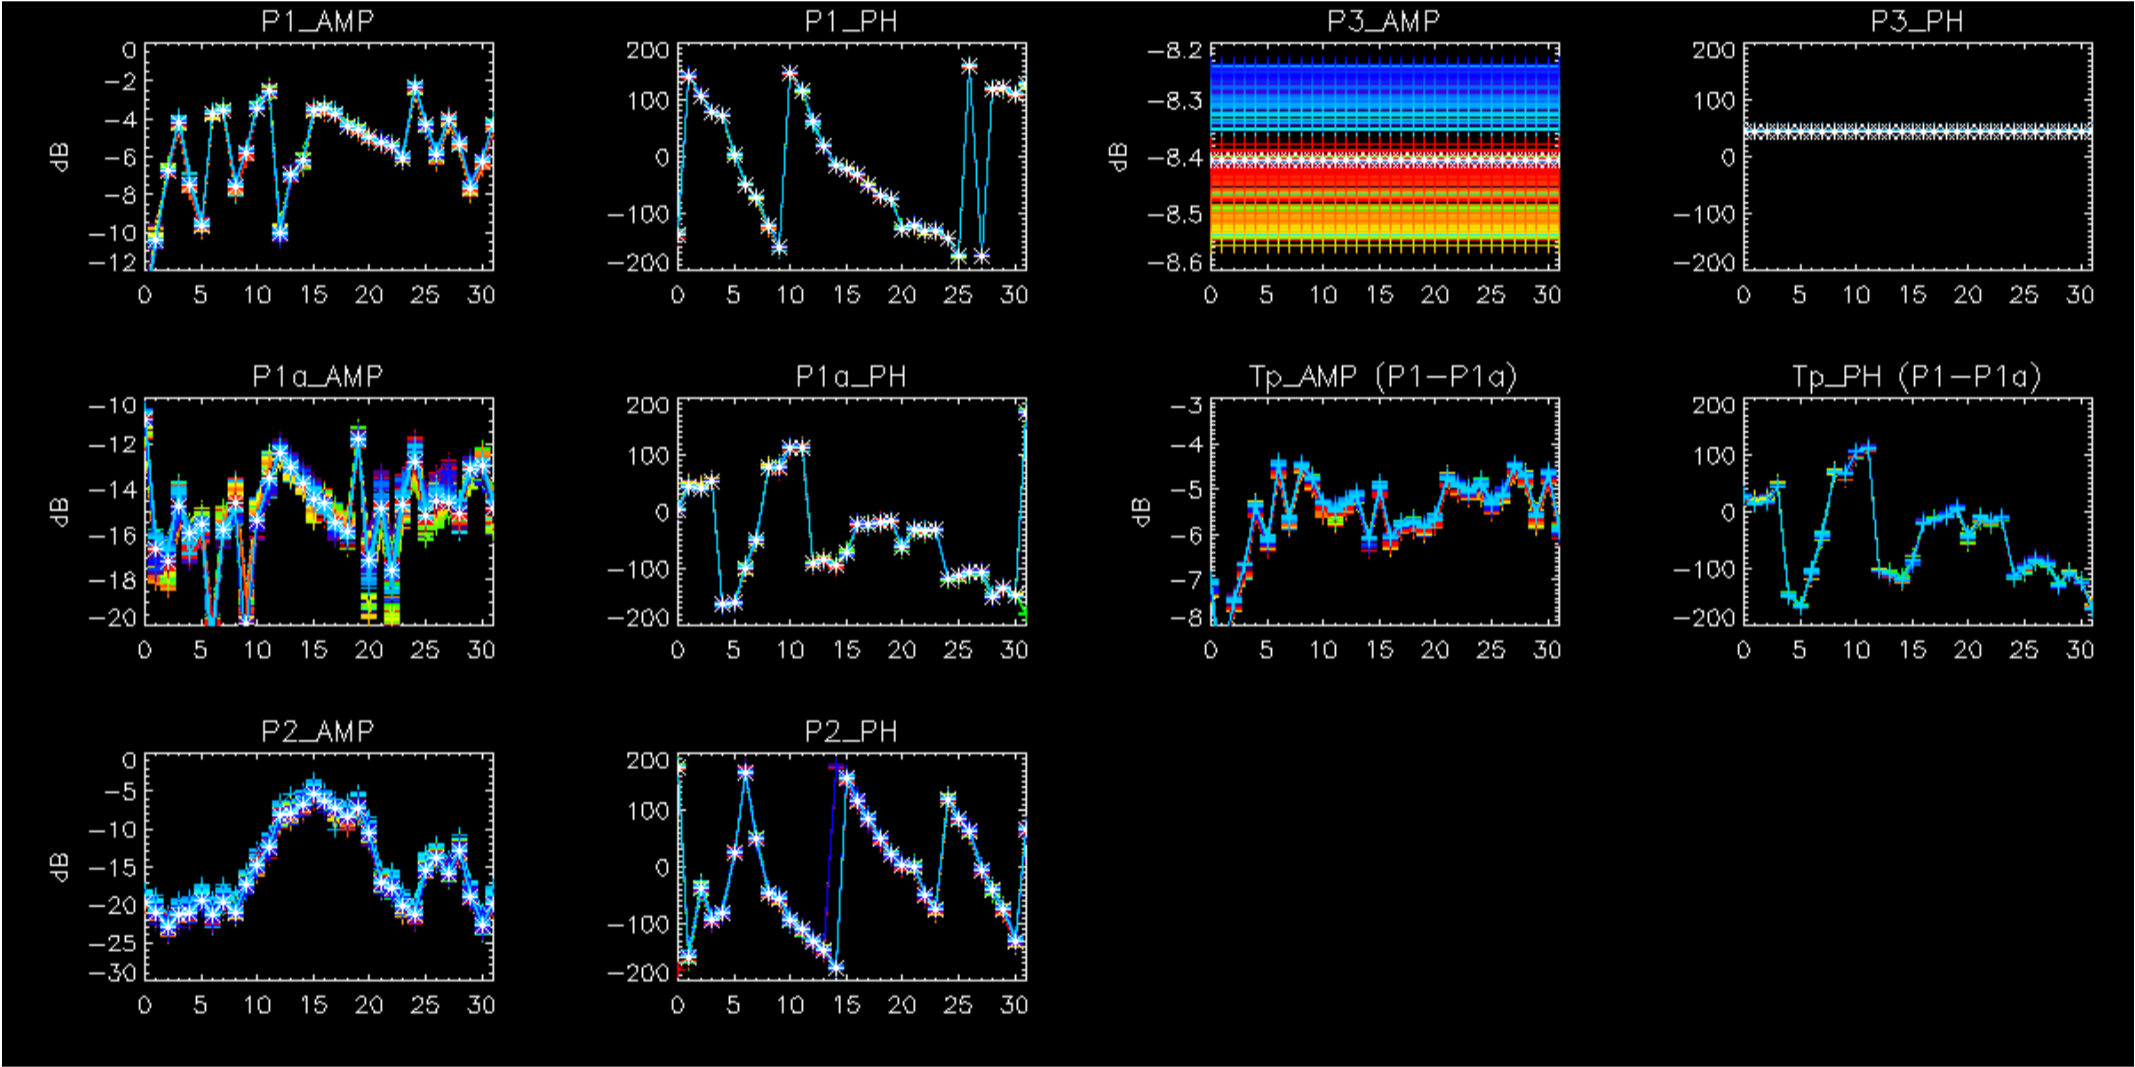 P1_AMP
P1_PH
P3_AMP
P3_PH
dB
0
−2
−4
−6
−8
−10
−12
0 5 10 15 20 25 30
200
100
0
−100
−200
0 5 10 15 20 25 30
dB
−8.2
−8.3
−8.4
−8.5
−8.6
0 5 10 15 20 25 30
200
100
0
−100
−200
0 5 10 15 20 25 30
P1a_AMP
P1a_PH
Tp_AMP (P1−P1a)
Tp_PH (P1−P1a)
dB
−10
−12
−14
−16
−18
−20
0 5 10 15 20 25 30
200
100
0
−100
−200
0 5 10 15 20 25 30
dB
−3
−4
−5
−6
−7
−8
0 5 10 15 20 25 30
200
100
0
−100
−200
0 5 10 15 20 25 30
P2_AMP
P2_PH
dB
0
−5
−10
−15
−20
−25
−30
0 5 10 15 20 25 30
200
100
0
−100
−200
0 5 10 15 20 25 30